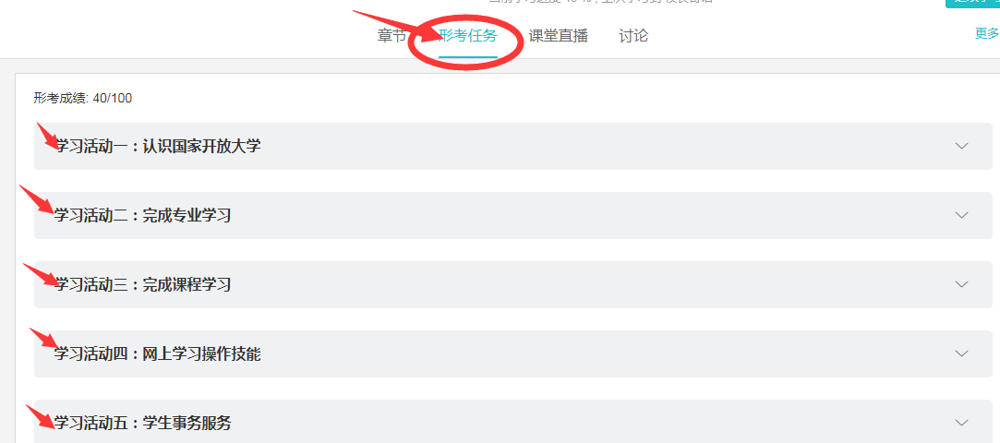 章节 形考任务 课堂直播 讨论 更多
形考成绩: 40/100
学习活动一：认识国家开放大学
学习活动二：完成专业学习
学习活动三：完成课程学习
学习活动四：网上学习操作技能
学习活动五：学生事务服务